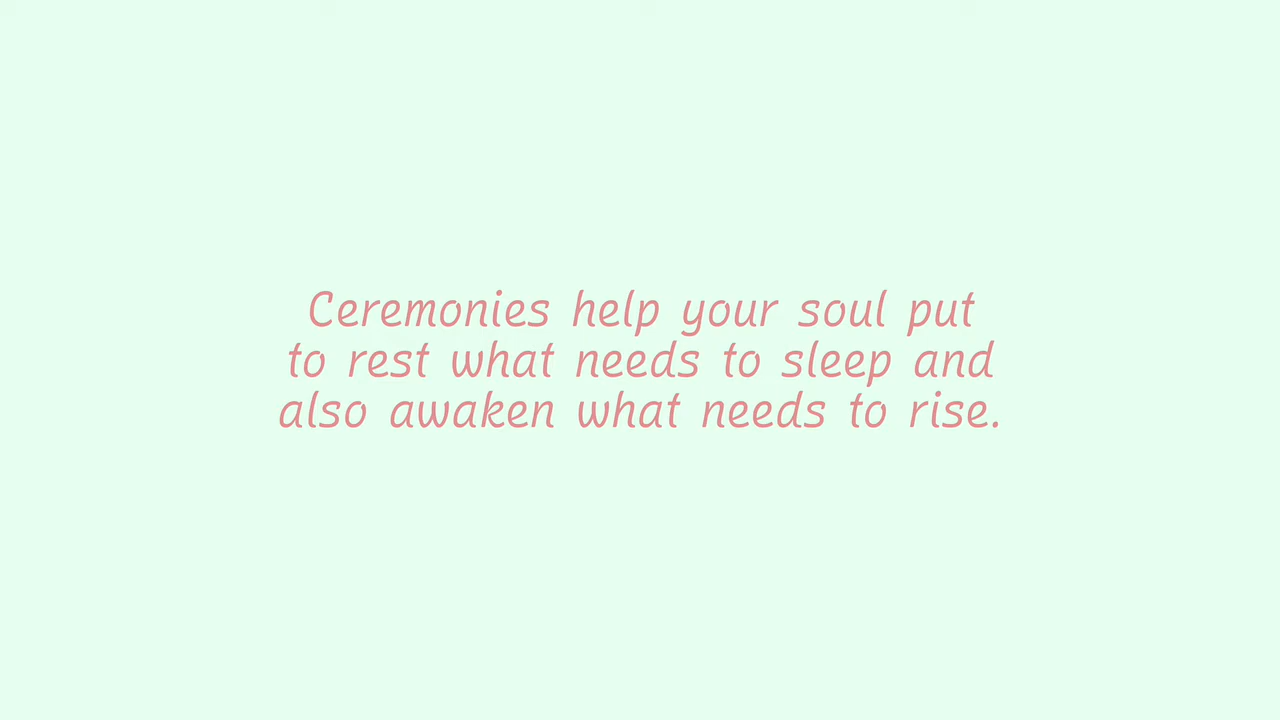 Ceremonies help your soul put
to rest what needs to sleep and
also awaken what needs to rise.